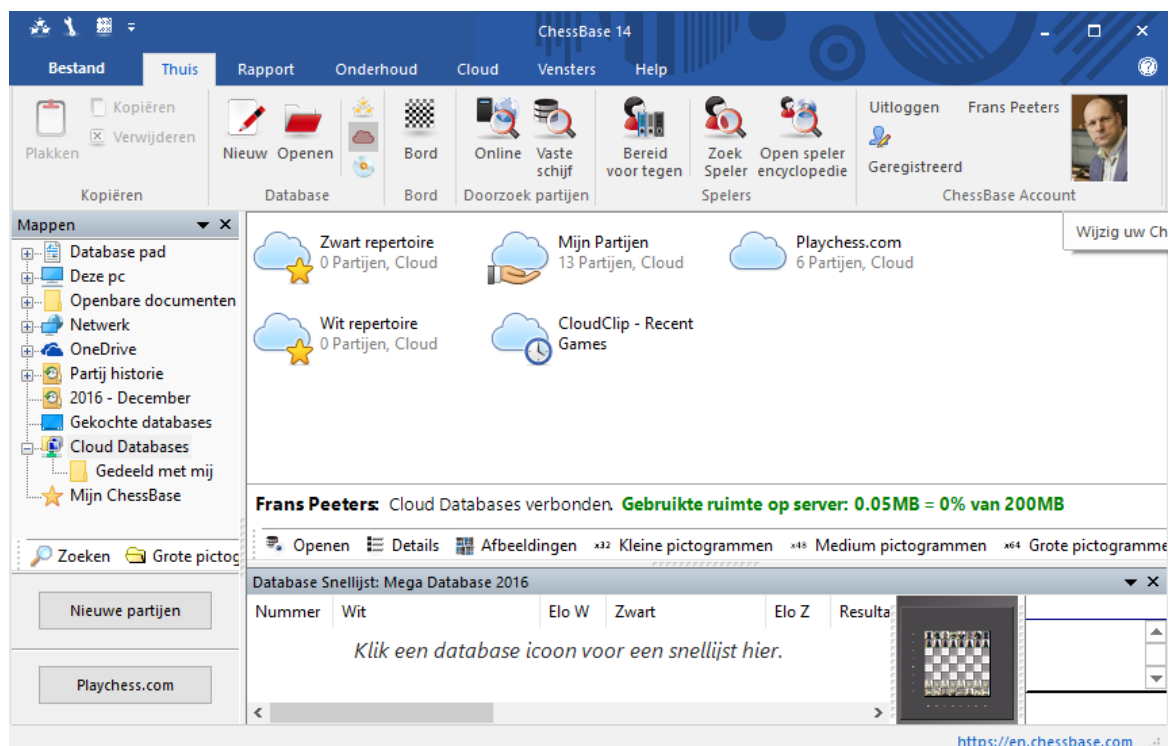 ChessBase 14
Bestand Thuis Rapport Onderhoud Cloud Vensters Help
Plakken
Kopiëren
Verwijderen
Kopiëren
Nieuw Openen
Database
Bord
Bord
Online Vaste schijf
Doorzoek partijen
Bereid voor tegen
Zoek Speler
Open speler encyclopedie
Spelers
Uitloggen Frans Peeters
Geregistreerd
ChessBase Account
Wijzig uw Ch
Mappen
Database pad
Deze pc
Openbare documenten
Netwerk
OneDrive
Partij historie
2016 - December
Gekochte databases
Cloud Databases
Gedeeld met mij
Mijn ChessBase
Zoeken Grote pictog
Nieuwe partijen
Playchess.com
Zwart repertoire
0 Partijen, Cloud
Mijn Partijen
13 Partijen, Cloud
Playchess.com
6 Partijen, Cloud
Wit repertoire
0 Partijen, Cloud
CloudClip - Recent
Games
Frans Peeters: Cloud Databases verbonden. Gebruikte ruimte op server: 0.05MB = 0% van 200MB
Openen Details Afbeeldingen x32 Kleine pictogrammen x48 Medium pictogrammen x64 Grote pictogramme
Database Snellijst: Mega Database 2016
Nummer Wit Elo W Zwart Elo Z Resulta
Klik een database icoon voor een snellijst hier.
https://en.chessbase.com